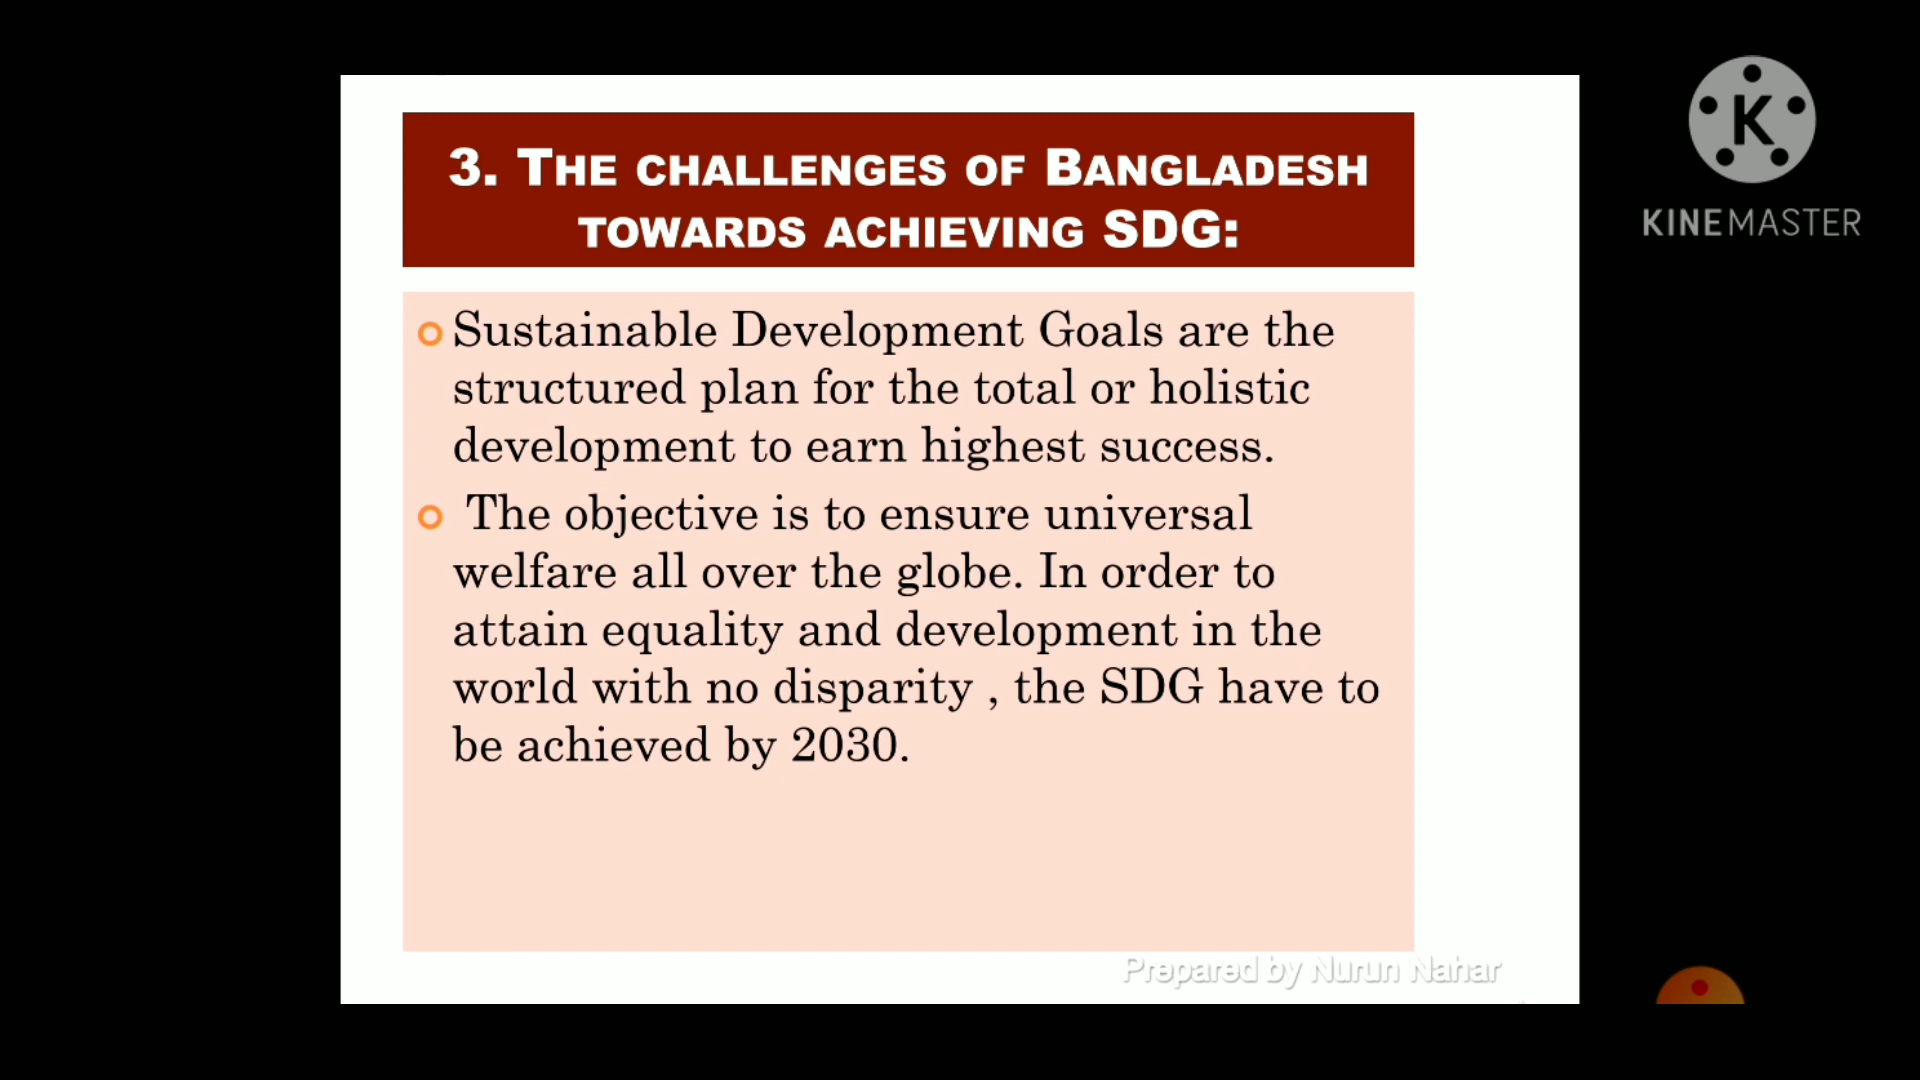 3. THE CHALLENGES OF BANGLADESH
TOWARDS ACHIEVING SDG:
Sustainable Development Goals are the
structured plan for the total or holistic
development to earn highest success.
The objective is to ensure universal
welfare all over the globe. In order to
attain equality and development in the
world with no disparity , the SDG have to
be achieved by 2030.
Prepared by Nurun Nahar
K
KINEMASTER